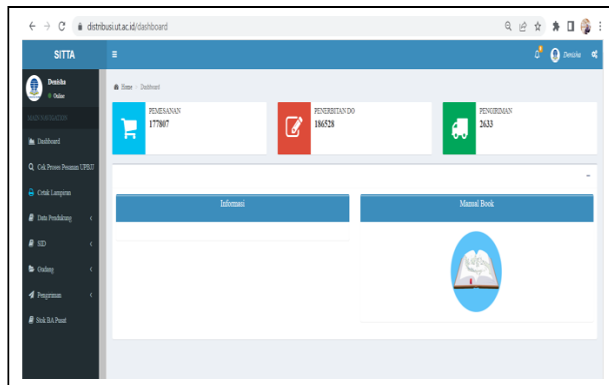 distribusi.ut.ac.id/dashboard
SITTA
Denisha
Denisha
Online
MAIN NAVIGATION
Dashboard
Cek Proses Pesanan UPBJJ
Cetak Lampiran
Data Pendukung
SID
Gudang
Pengiriman
Stok BA Pusat
Home > Dashboard
PEMESANAN
177807
PENERBITAN DO
186528
PENGIRIMAN
2633
Informasi
Manual Book